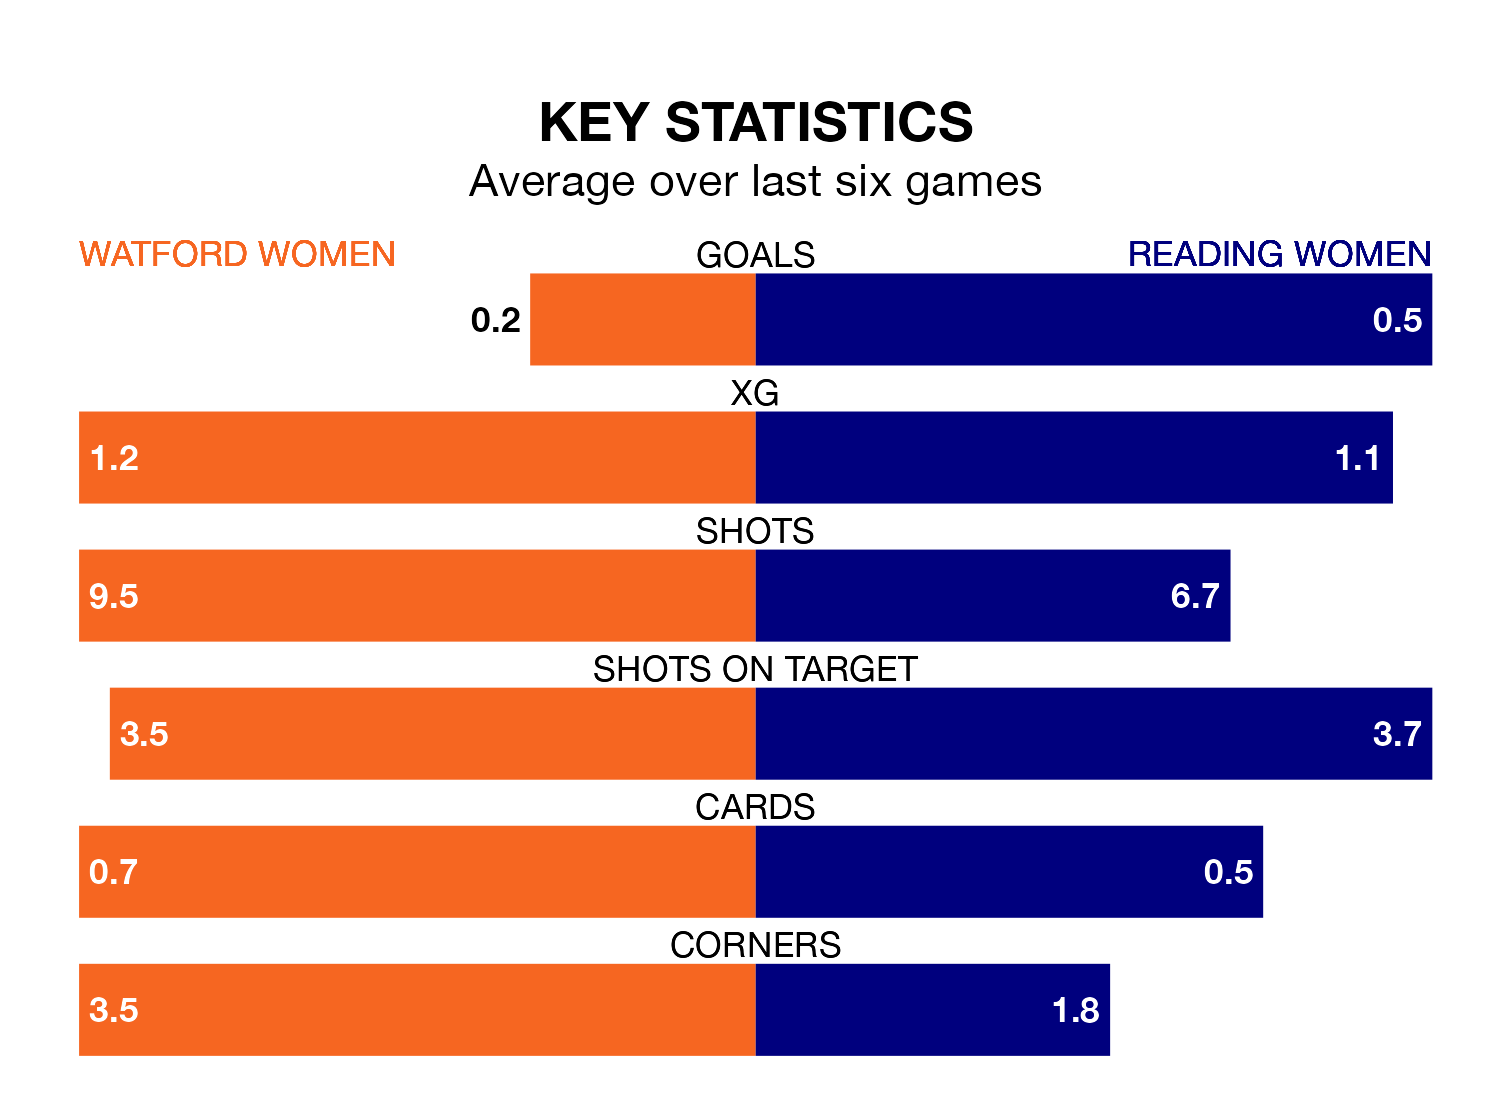 KEY STATISTICS
Average over last six games
WATFORD WOMEN GOALS READING WOMEN
0.2 0.5
XG
1.2 1.1
SHOTS
9.5 6.7
SHOTS ON TARGET
3.5 3.7
CARDS
0.7 0.5
CORNERS
3.5 1.8